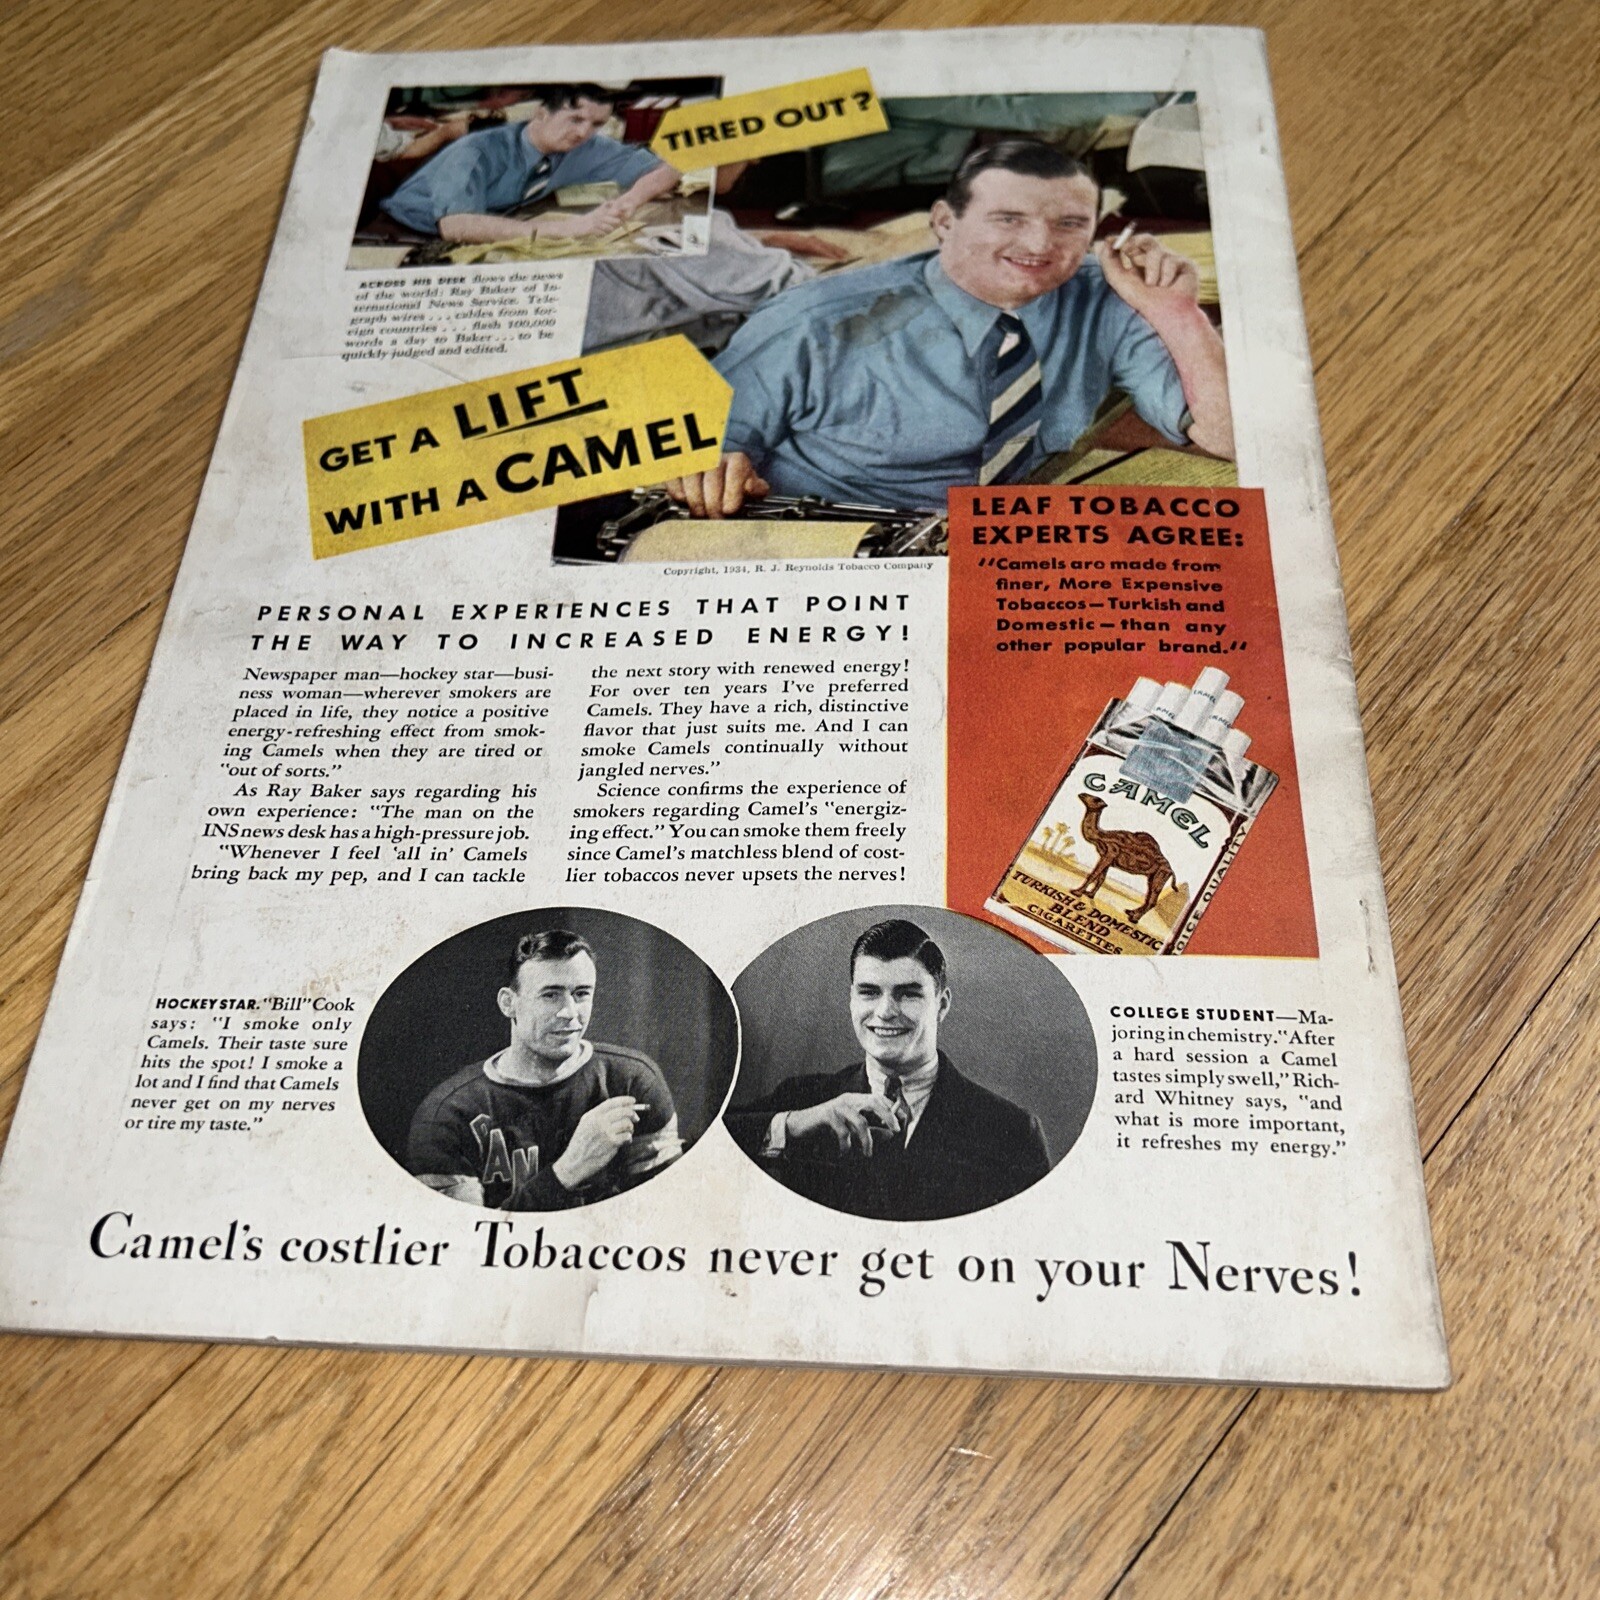 TIRED OUT?
ACROSS HIS DESK flows the news
of the world: Ray Baker of In-
ternational News Service. Tele-
graph wires . . . cables from for-
eign countries . . . flash 100,000
words a day to Baker . . . to be
quickly judged and edited.
GET A LIFT
WITH A CAMEL
Copyright, 1934, R. J. Reynolds Tobacco Company
LEAF TOBACCO
EXPERTS AGREE:
"Camels are made from
finer, More Expensive
Tobaccos—Turkish and
Domestic—than any
other popular brand."
CAMEL
CAMEL
TURKISH & DOMESTIC
BLEND
CIGARETTES
QUALITY
PERSONAL EXPERIENCES THAT POINT
THE WAY TO INCREASED ENERGY!
Newspaper man—hockey star—busi-
ness woman—wherever smokers are
placed in life, they notice a positive
energy-refreshing effect from smok-
ing Camels when they are tired or
"out of sorts."
As Ray Baker says regarding his
own experience: "The man on the
INS news desk has a high-pressure job.
"Whenever I feel 'all in' Camels
bring back my pep, and I can tackle
the next story with renewed energy!
For over ten years I've preferred
Camels. They have a rich, distinctive
flavor that just suits me. And I can
smoke Camels continually without
jangled nerves."
Science confirms the experience of
smokers regarding Camel's "energiz-
ing effect." You can smoke them freely
since Camel's matchless blend of cost-
lier tobaccos never upsets the nerves!
HOCKEY STAR. "Bill" Cook
says: "I smoke only
Camels. Their taste sure
hits the spot! I smoke a
lot and I find that Camels
never get on my nerves
or tire my taste."
COLLEGE STUDENT—Ma-
joring in chemistry. "After
a hard session a Camel
tastes simply swell," Rich-
ard Whitney says, "and
what is more important,
it refreshes my energy."
Camel's costlier Tobaccos never get on your Nerves!